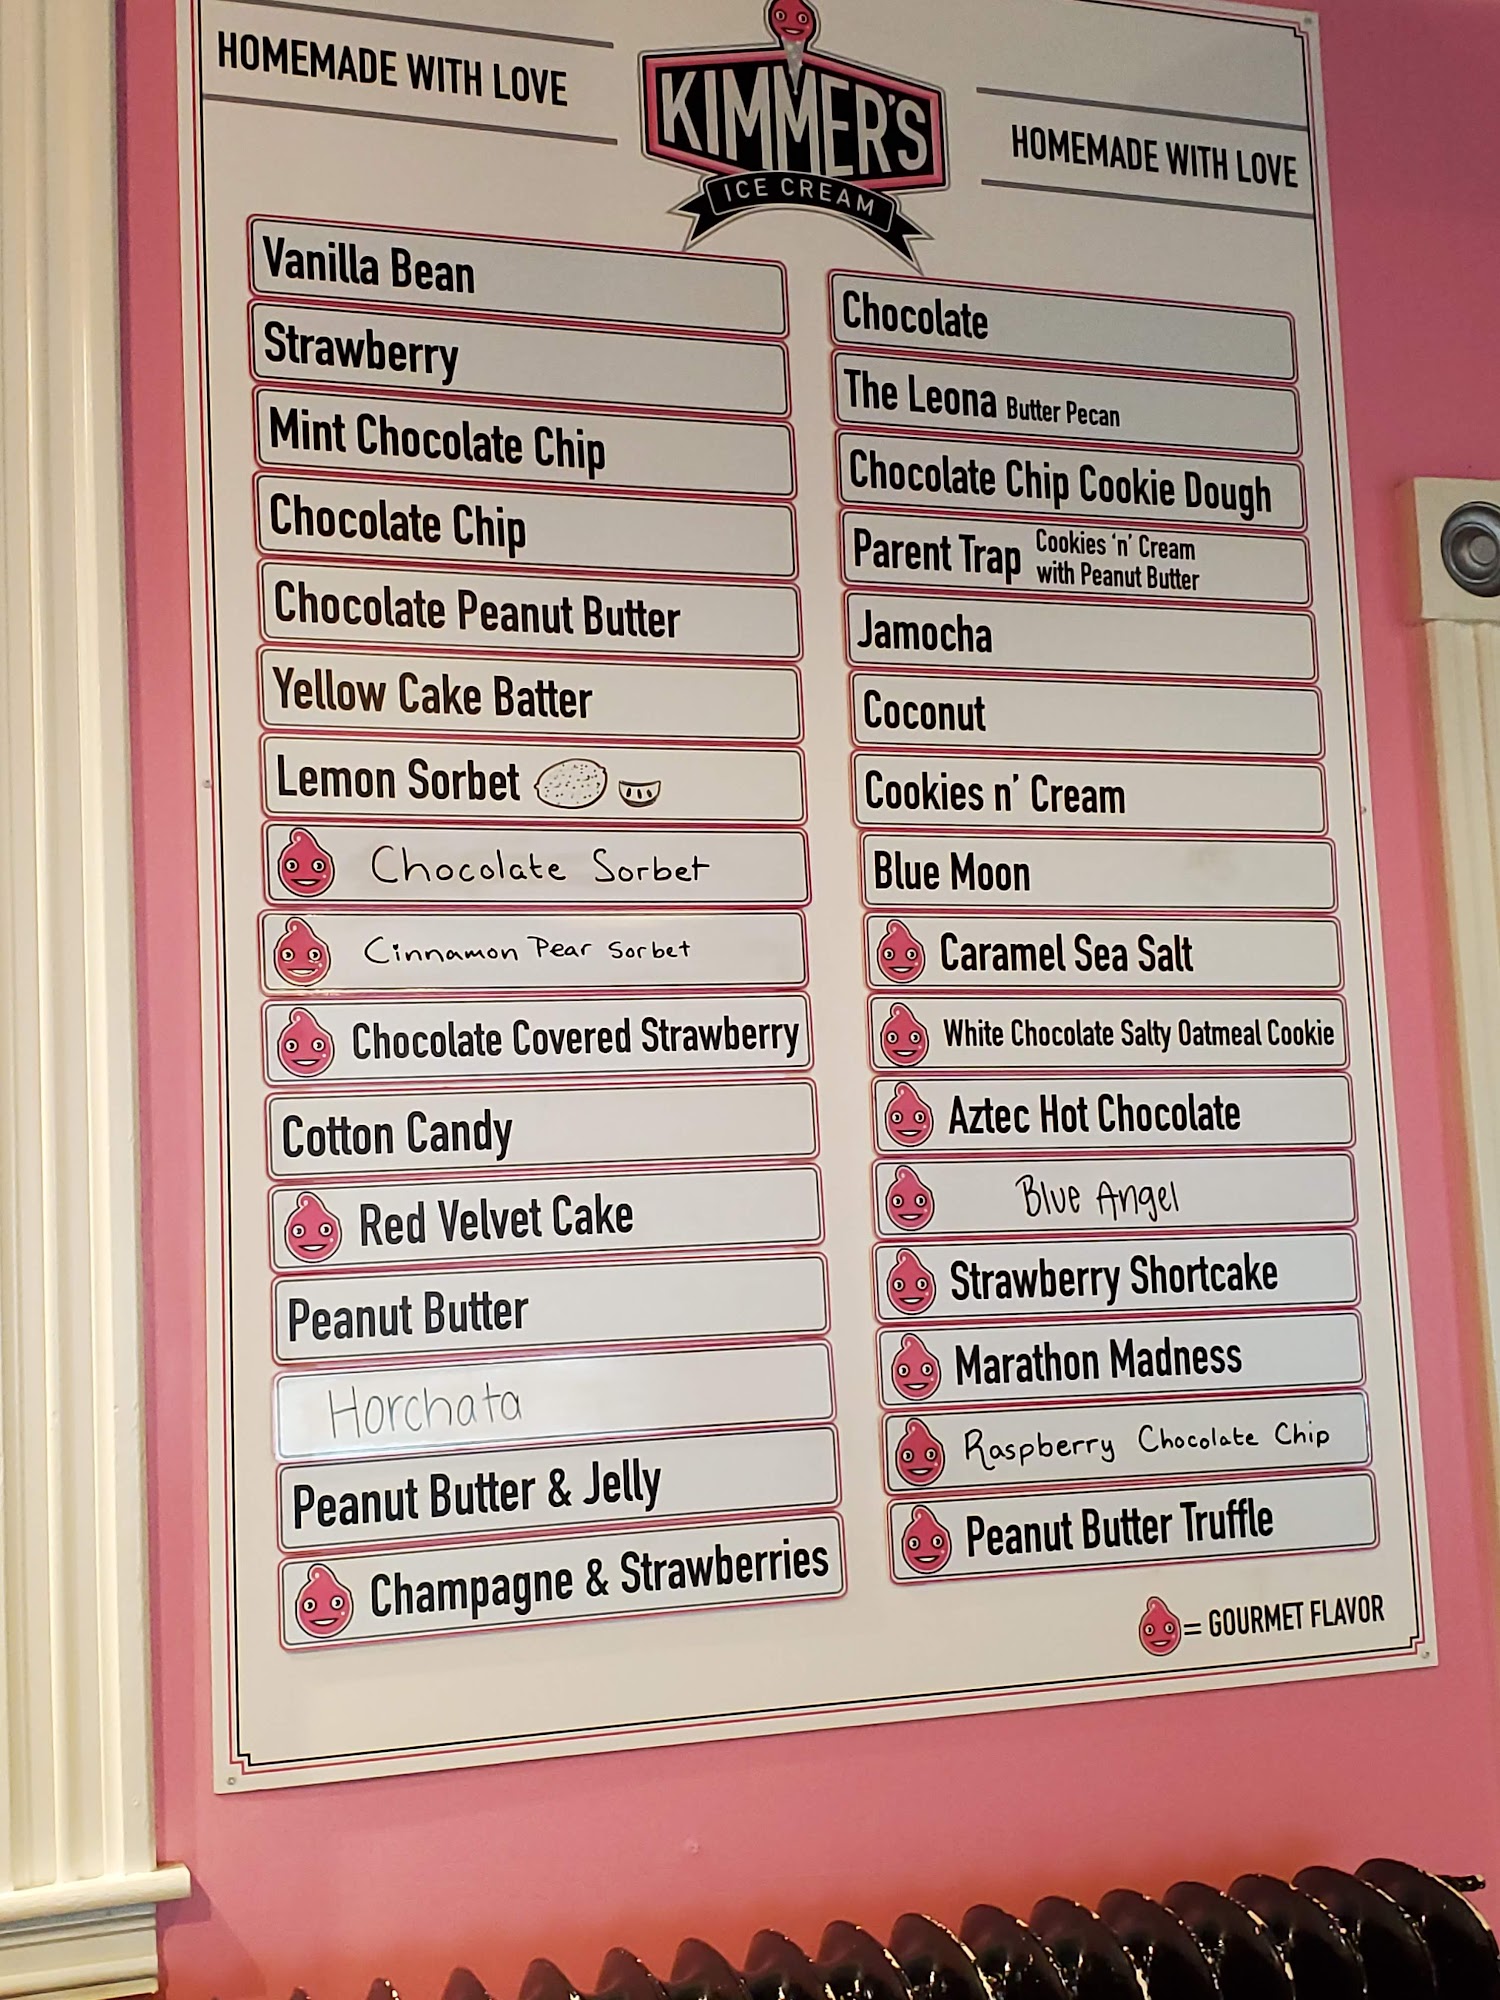 HOMEMADE WITH LOVE
KIMMER'S
ICE CREAM
HOMEMADE WITH LOVE
Vanilla Bean
Strawberry
Mint Chocolate Chip
Chocolate Chip
Chocolate Peanut Butter
Yellow Cake Batter
Lemon Sorbet
Chocolate Sorbet
Cinnamon Pear Sorbet
Chocolate Covered Strawberry
Cotton Candy
Red Velvet Cake
Peanut Butter
Horchata
Peanut Butter & Jelly
Champagne & Strawberries
Chocolate
The Leona Butter Pecan
Chocolate Chip Cookie Dough
Parent Trap Cookies 'n' Cream
with Peanut Butter
Jamocha
Coconut
Cookies n' Cream
Blue Moon
Caramel Sea Salt
White Chocolate Salty Oatmeal Cookie
Aztec Hot Chocolate
Blue Angel
Strawberry Shortcake
Marathon Madness
Raspberry Chocolate Chip
Peanut Butter Truffle
= GOURMET FLAVOR